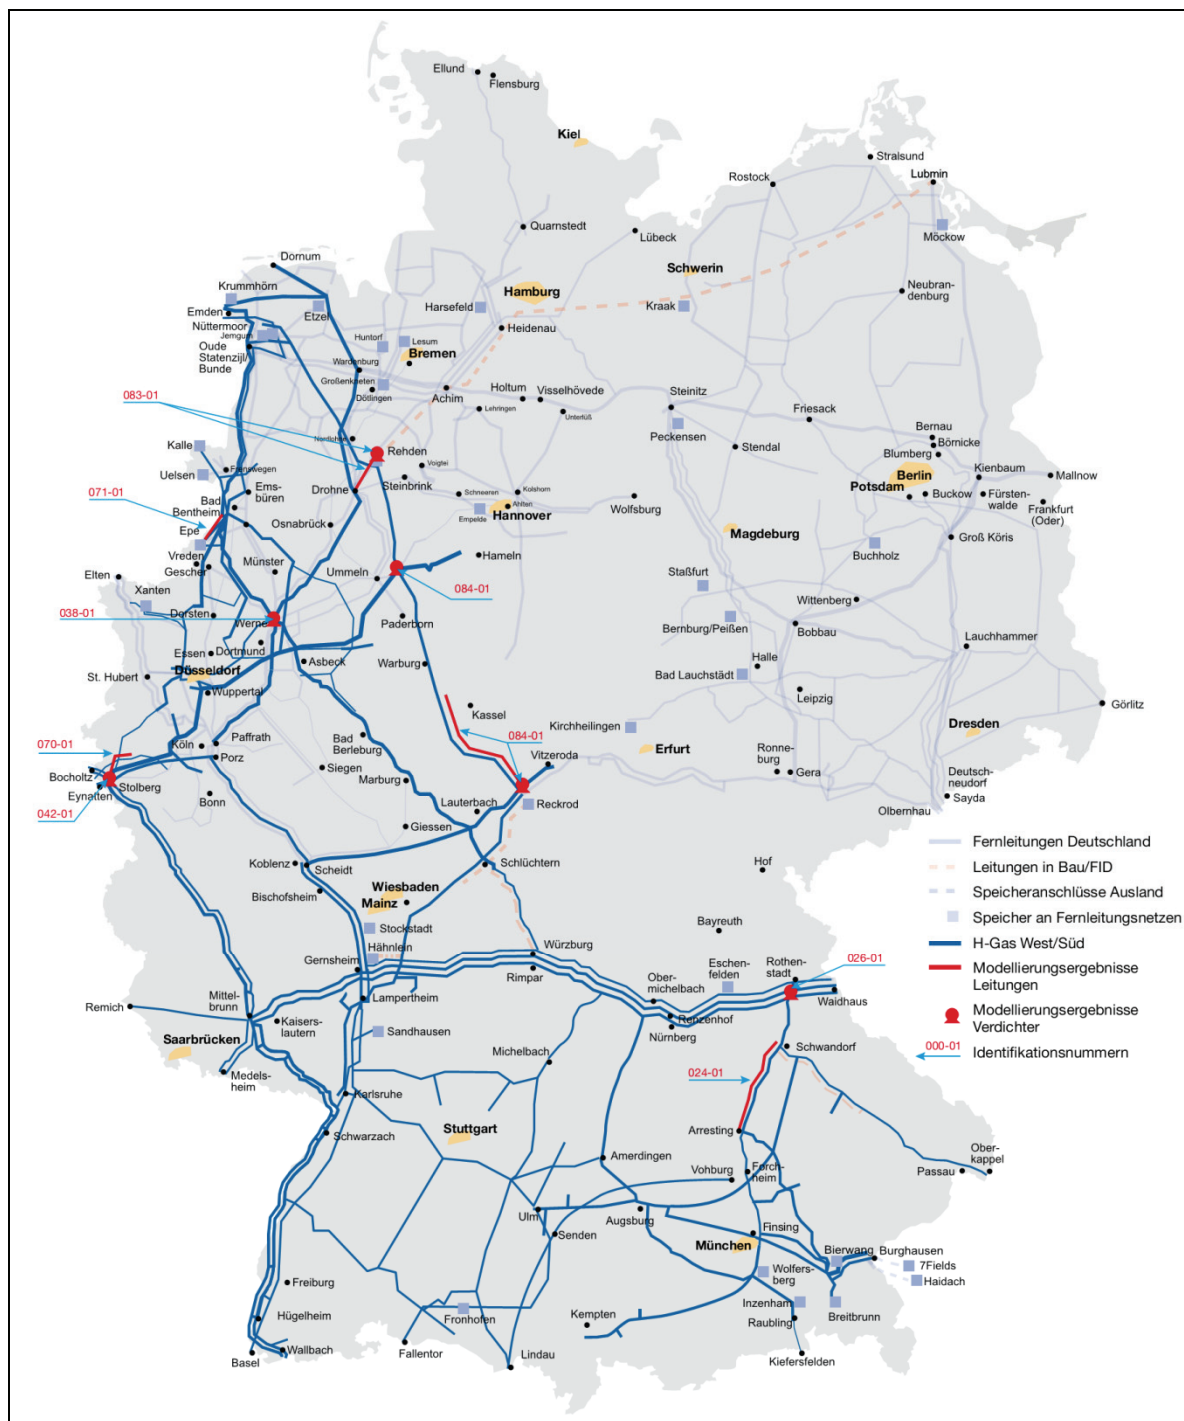 Ellund
Flensburg
Kiel
Stralsund
Rostock
Lubmin
Quarnstedt
Lübeck
Möckow
Dornum
Schwerin
Krummhörn
Hamburg
Neubran-
denburg
Emden
Etzel
Harsefeld
Kraak
Nüttermoor
Jemgum
Heidenau
Oude
Statenzijl/
Bunde
Huntorf
Lesum
Bremen
Wardenburg
Großenkneten
Dötlingen
Achim
Holtum
Visselhövede
Steinitz
083-01
Lehringen
Unterlüß
Friesack
Peckensen
Bernau
Börnicke
Kalle
Nordlohne
Rehden
Stendal
Blumberg
Uelsen
Frenswegen
Voigtei
Berlin
Kienbaum
Mallnow
071-01
Ems-
büren
Drohne
Steinbrink
Schneeren
Kolshorn
Potsdam
Buckow
Fürsten-
walde
Frankfurt
(Oder)
Bad
Bentheim
Ahlten
Wolfsburg
Epe
Osnabrück
Empelde
Hannover
Magdeburg
Groß Köris
Vreden
Hameln
Buchholz
Gescher
Münster
Elten
Ummeln
Xanten
084-01
Staßfurt
038-01
Dorsten
Werne
Paderborn
Wittenberg
Bernburg/Peißen
Bobbau
Essen
Dortmund
Lauchhammer
Düsseldorf
Asbeck
Warburg
Halle
St. Hubert
Bad Lauchstädt
Wuppertal
Leipzig
Görlitz
Kassel
Kirchheilingen
Dresden
070-01
Köln
Paffrath
Bad
Berleburg
084-01
Erfurt
Ronne-
burg
Porz
Vitzeroda
Bocholtz
Siegen
Gera
Deutsch-
neudorf
Stolberg
Marburg
Eynatten
Sayda
Bonn
Lauterbach
Reckrod
Olbernhau
042-01
Giessen
Fernleitungen Deutschland
Koblenz
Scheidt
Schlüchtern
Hof
Leitungen in Bau/FID
Bischofsheim
Wiesbaden
Mainz
Speicheranschlüsse Ausland
Stockstadt
Bayreuth
Speicher an Fernleitungsnetzen
Hähnlein
Würzburg
H-Gas West/Süd
Gernsheim
Rimpar
Eschen-
felden
Rothen-
stadt
026-01
Modellierungsergebnisse
Leitungen
Ober-
michelbach
Waidhaus
Remich
Mittel-
brunn
Lampertheim
Modellierungsergebnisse
Verdichter
Kaisers-
lautern
Sandhausen
Renzenhof
Nürnberg
Saarbrücken
Schwandorf
000-01
Identifikationsnummern
Michelbach
Medels-
heim
024-01
Karlsruhe
Schwarzach
Stuttgart
Arresting
Amerdingen
Ober-
kappel
Vohburg
Forch-
heim
Passau
Ulm
Augsburg
Senden
Finsing
München
Bierwang
Burghausen
7Fields
Wolfers-
berg
Haidach
Freiburg
Inzenham
Hügelheim
Fronhofen
Kempten
Raubling
Breitbrunn
Wallbach
Basel
Fallentor
Lindau
Kiefersfelden